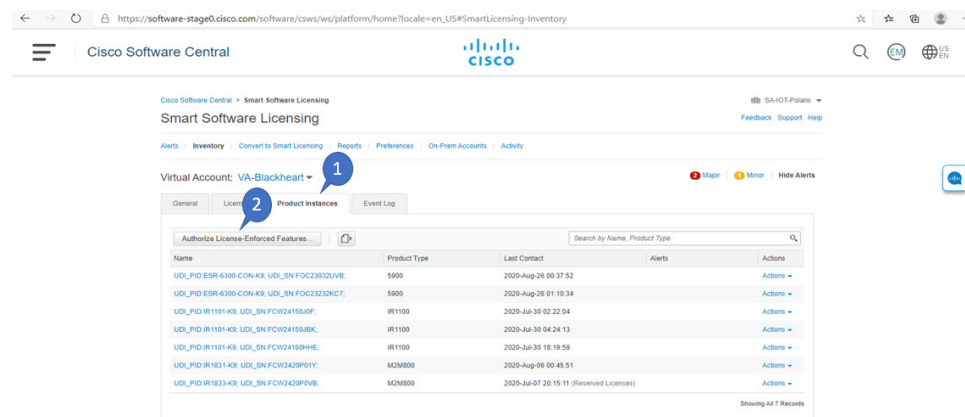 https://software-stage0.cisco.com/software/csws/ws/platform/home?locale=en_US#SmartLicensing-Inventory
Cisco Software Central
CISCO
EM
US
EN
Cisco Software Central > Smart Software Licensing
SA-IOT-Polaris
Smart Software Licensing
Feedback Support Help
Alerts Inventory Convert to Smart Licensing Reports Preferences On-Prem Accounts Activity
1
Virtual Account: VA-Blackheart
2 Major 1 Minor Hide Alerts
General Licen Product Instances Event Log
2
Authorize License-Enforced Features... Search by Name, Product Type
Name Product Type Last Contact Alerts Actions
UDI_PID:ESR-6300-CON-K9; UDI_SN:FOC23032UVB; 5900 2020-Aug-26 00:37:52 Actions
UDI_PID:ESR-6300-CON-K9; UDI_SN:FOC23232KC7; 5900 2020-Aug-26 01:10:34 Actions
UDI_PID:IR1101-K9; UDI_SN:FCW24150J0F; IR1100 2020-Jul-30 02:22:04 Actions
UDI_PID:IR1101-K9; UDI_SN:FCW24150JBK; IR1100 2020-Jul-30 04:24:13 Actions
UDI_PID:IR1101-K9; UDI_SN:FCW24160HHE; IR1100 2020-Jul-30 18:19:59 Actions
UDI_PID:IR1831-K9; UDI_SN:FCW2420P01Y; M2M800 2020-Aug-06 00:45:51 Actions
UDI_PID:IR1833-K9; UDI_SN:FCW2420P0VB; M2M800 2020-Jul-07 20:15:11 (Reserved Licenses) Actions
Showing All 7 Records